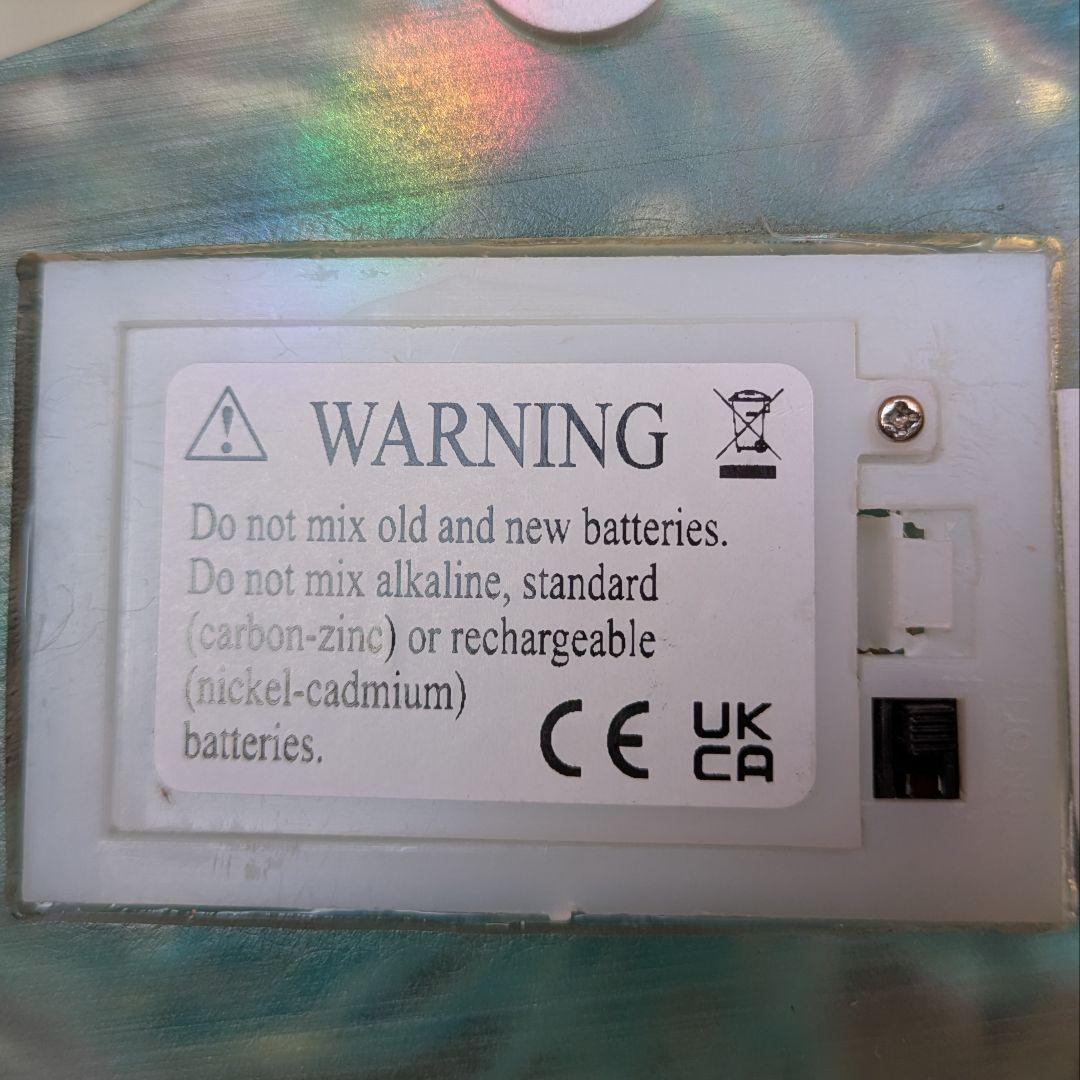 WARNING
Do not mix old and new batteries.
Do not mix alkaline, standard
(carbon-zinc) or rechargeable
(nickel-cadmium)
batteries.
CE
UK
CA